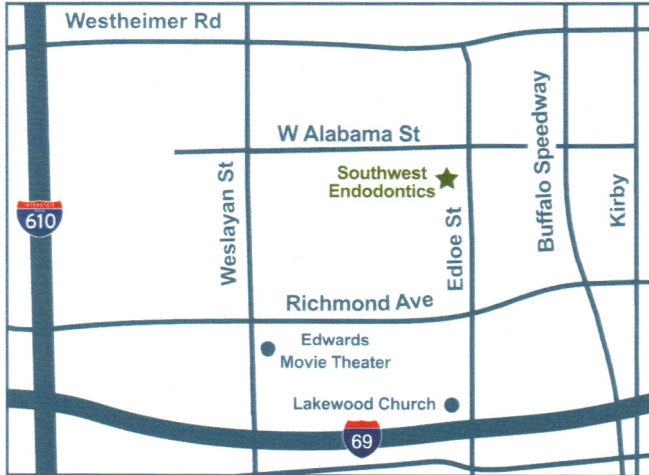 Westheimer Rd
W Alabama St
Southwest
Endodontics
Weslayan St
Edloe St
Buffalo Speedway
Kirby
INTERSTATE
610
Richmond Ave
Edwards
Movie Theater
Lakewood Church
69